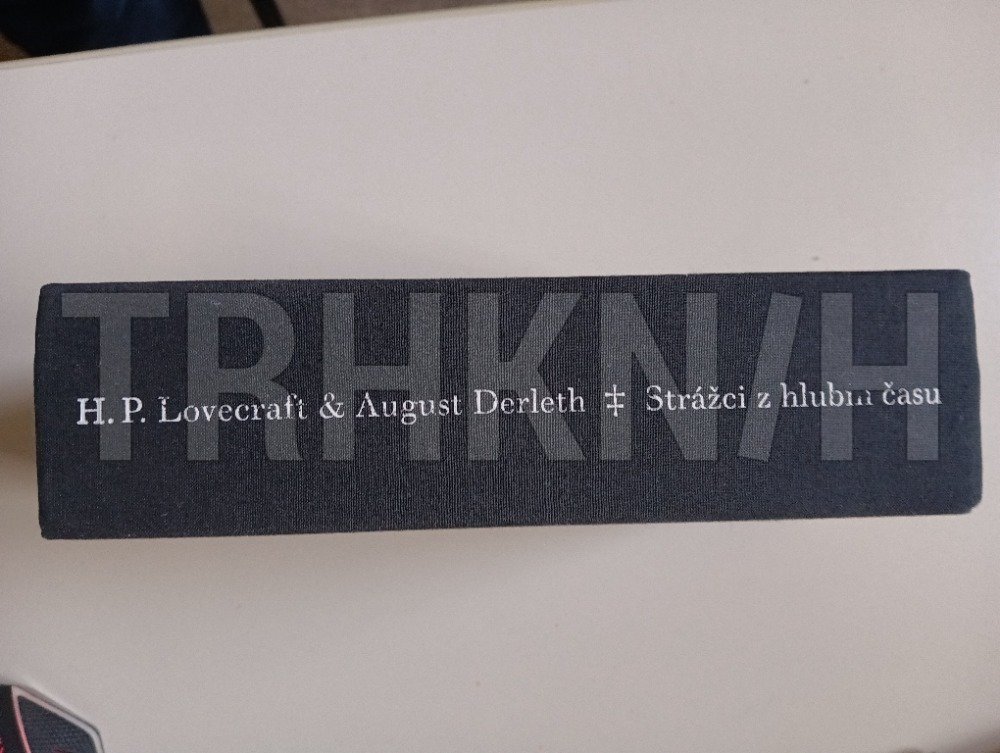 TRHKN/H
H. P. Lovecraft & August Derleth ‡ Strážci z hlubin času